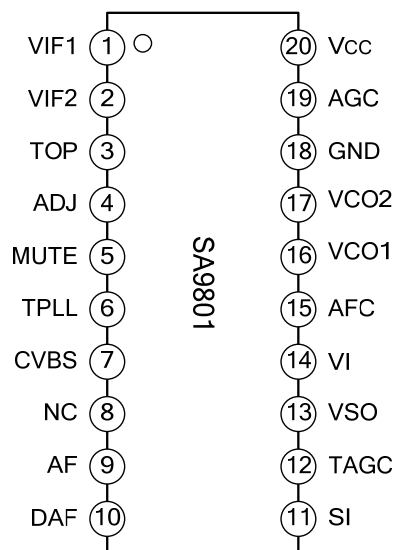 VIF1 1 20 Vcc
VIF2 2 19 AGC
TOP 3 18 GND
ADJ 4 17 VCO2
MUTE 5 16 VCO1
TPLL 6 15 AFC
CVBS 7 14 VI
NC 8 13 VSO
AF 9 12 TAGC
DAF 10 11 SI
SA9801